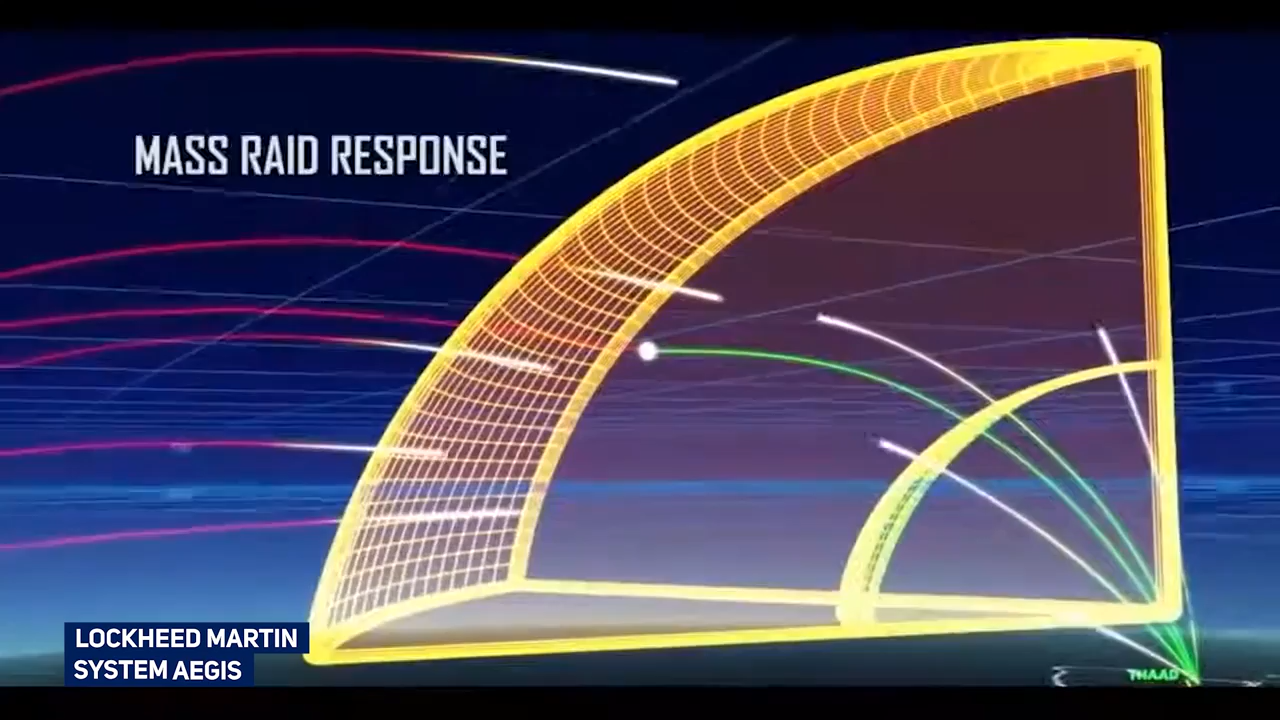 MASS RAID RESPONSE
LOCKHEED MARTIN
SYSTEM AEGIS
THAAD